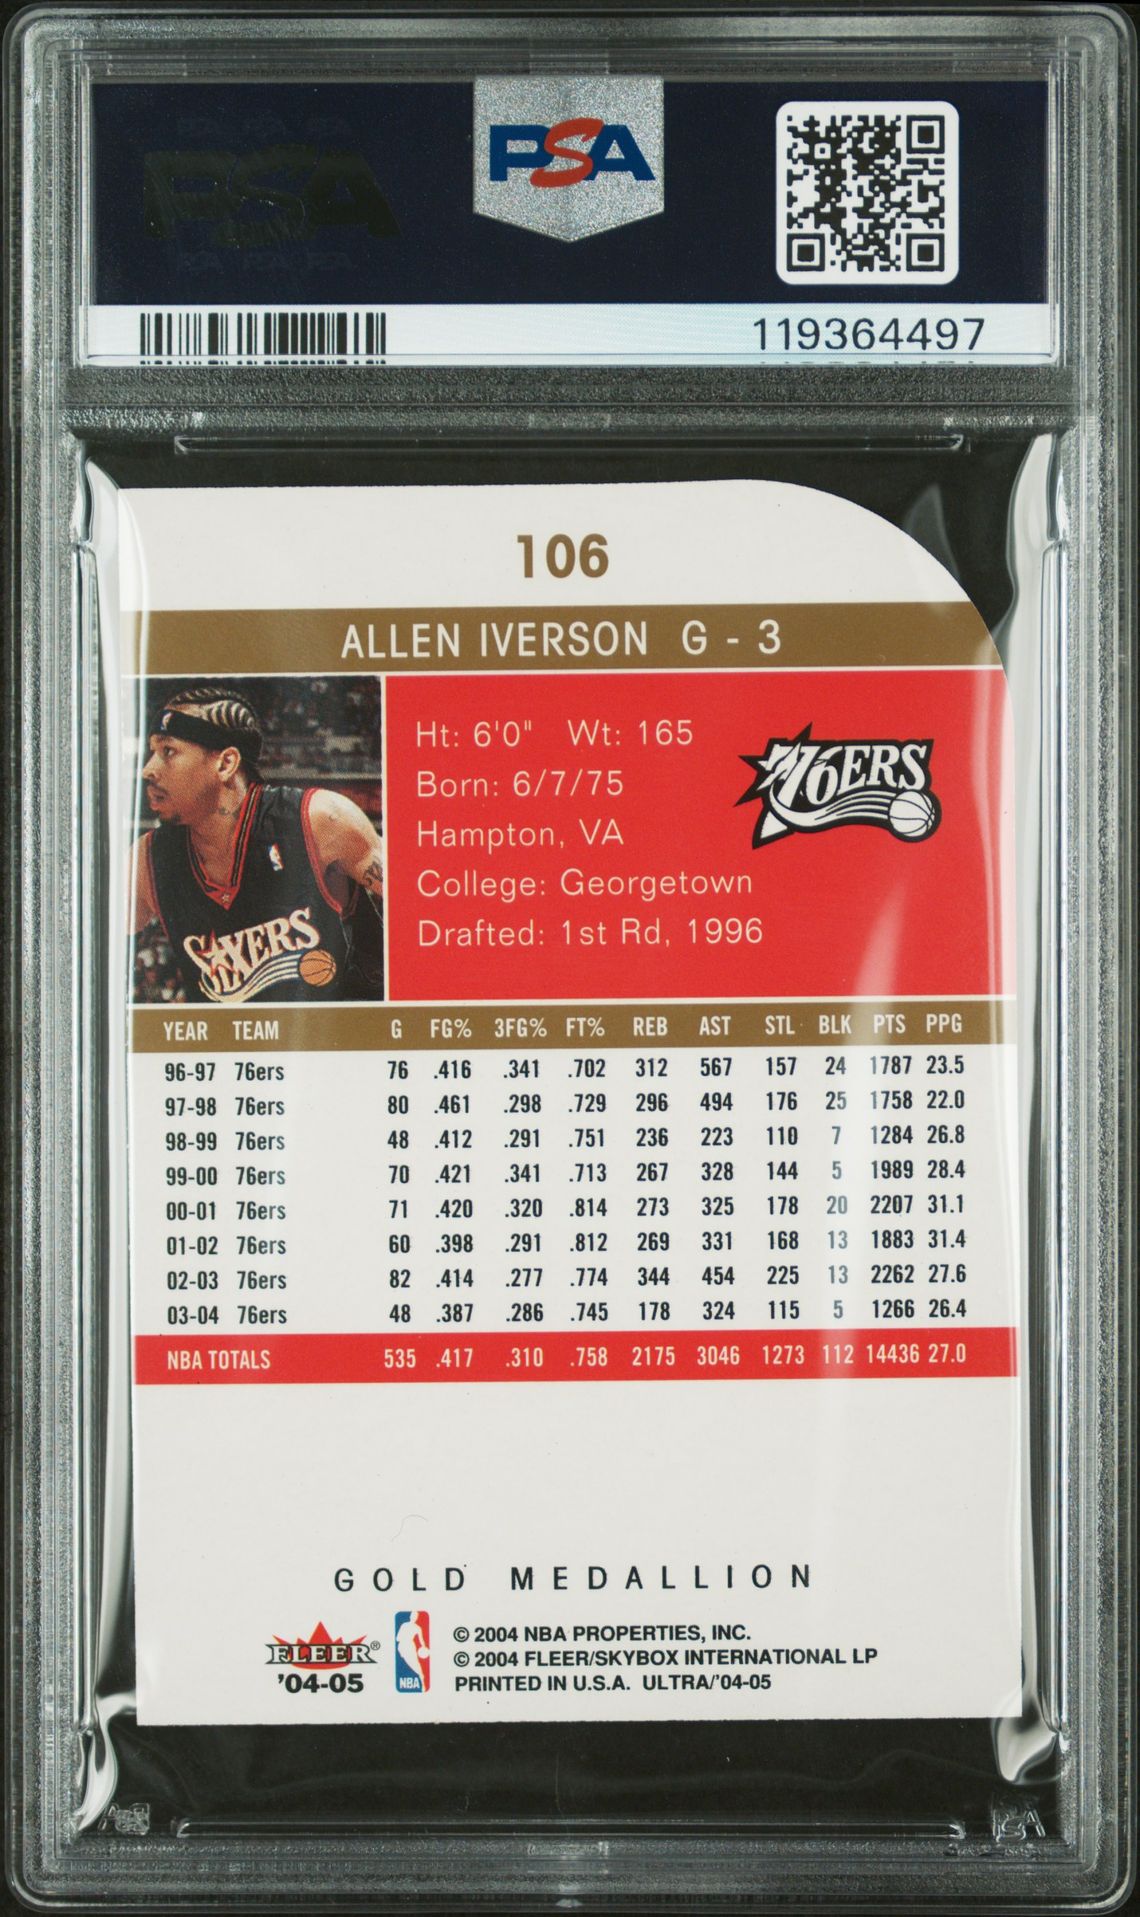 PSA
PSA
119364497
106
ALLEN IVERSON G - 3
Ht: 6'0" Wt: 165
Born: 6/7/75
Hampton, VA
College: Georgetown
Drafted: 1st Rd, 1996
76ERS
SIXERS
YEAR TEAM G FG% 3FG% FT% REB AST STL BLK PTS PPG
96-97 76ers 76 .416 .341 .702 312 567 157 24 1787 23.5
97-98 76ers 80 .461 .298 .729 296 494 176 25 1758 22.0
98-99 76ers 48 .412 .291 .751 236 223 110 7 1284 26.8
99-00 76ers 70 .421 .341 .713 267 328 144 5 1989 28.4
00-01 76ers 71 .420 .320 .814 273 325 178 20 2207 31.1
01-02 76ers 60 .398 .291 .812 269 331 168 13 1883 31.4
02-03 76ers 82 .414 .277 .774 344 454 225 13 2262 27.6
03-04 76ers 48 .387 .286 .745 178 324 115 5 1266 26.4
NBA TOTALS 535 .417 .310 .758 2175 3046 1273 112 14436 27.0
GOLD MEDALLION
FLEER®
'04-05
NBA
© 2004 NBA PROPERTIES, INC.
© 2004 FLEER/SKYBOX INTERNATIONAL LP
PRINTED IN U.S.A. ULTRA/'04-05
PSA
PSA